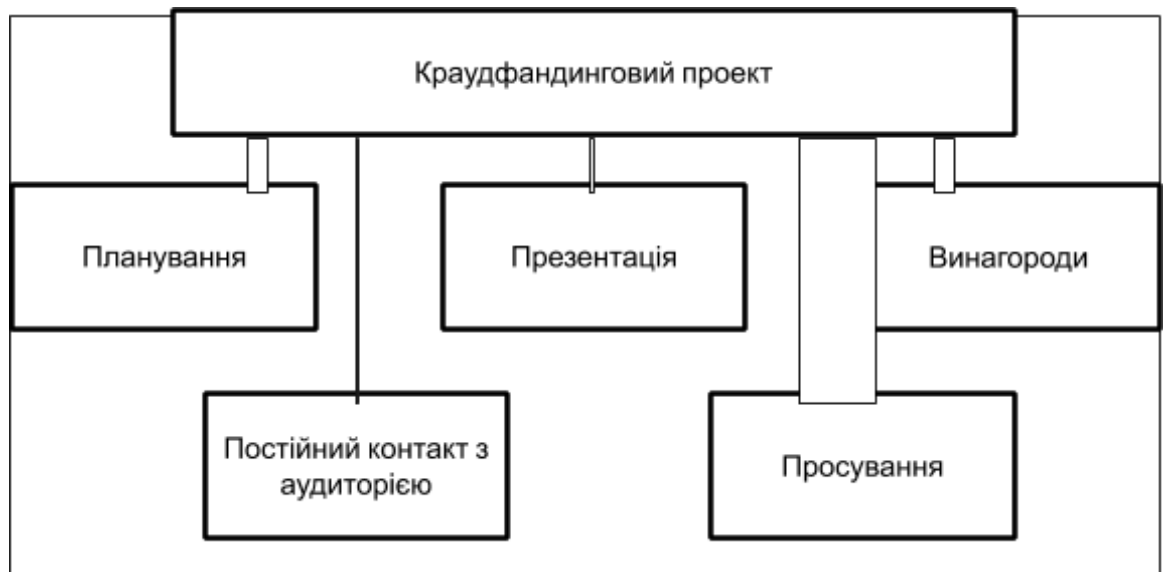 Краудфандинговий проект
Планування
Презентація
Винагороди
Постійний контакт з
аудиторією
Просування